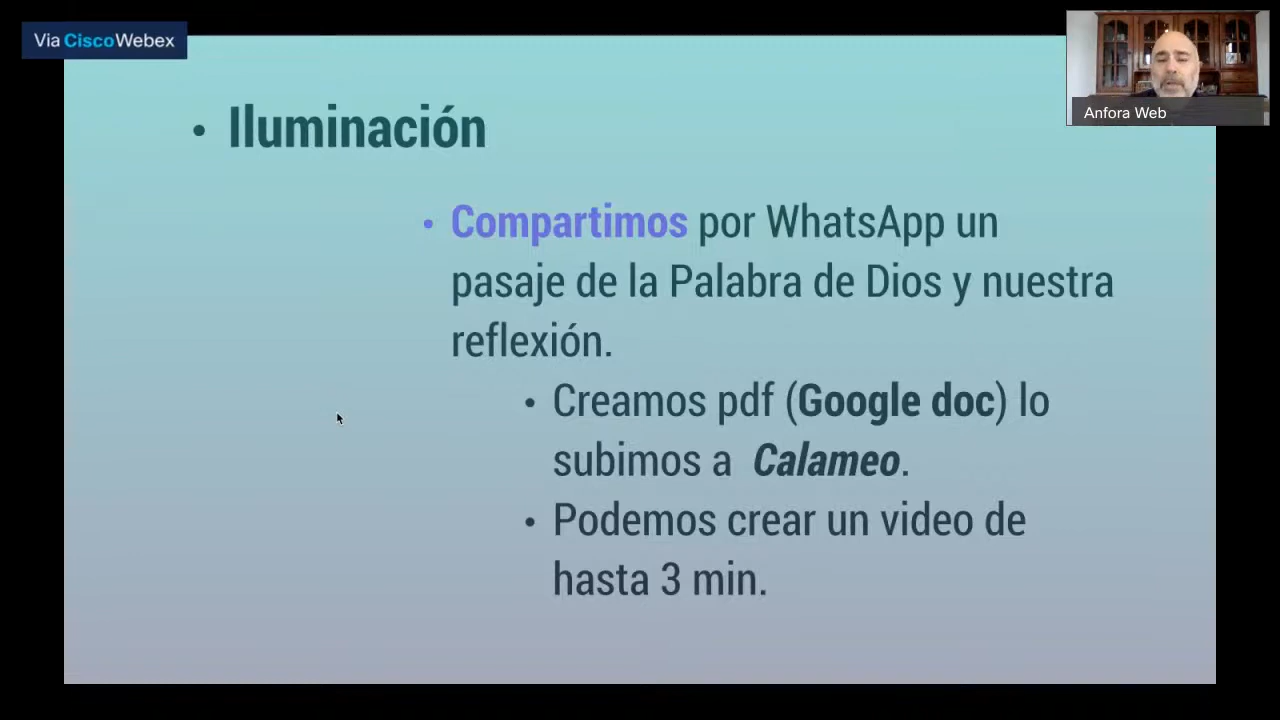 Via CiscoWebex
Anfora Web
• Iluminación
• Compartimos por WhatsApp un
pasaje de la Palabra de Dios y nuestra
reflexión.
• Creamos pdf (Google doc) lo
subimos a Calameo.
• Podemos crear un video de
hasta 3 min.